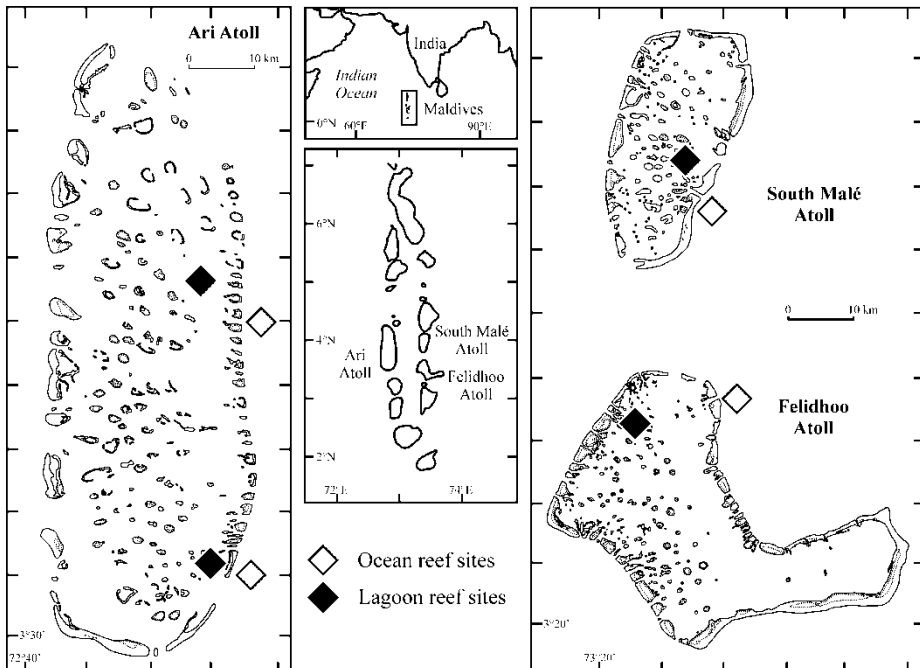 Ari Atoll
0 10 km
3°30'
72°40'
India
Indian
Ocean
Maldives
0°N
60°E
90°E
6°N
4°N
2°N
Ari
Atoll
South Malé
Atoll
Felidhoo
Atoll
72°E
74°E
Ocean reef sites
Lagoon reef sites
South Malé
Atoll
0 10 km
Felidhoo
Atoll
3°20'
73°20'